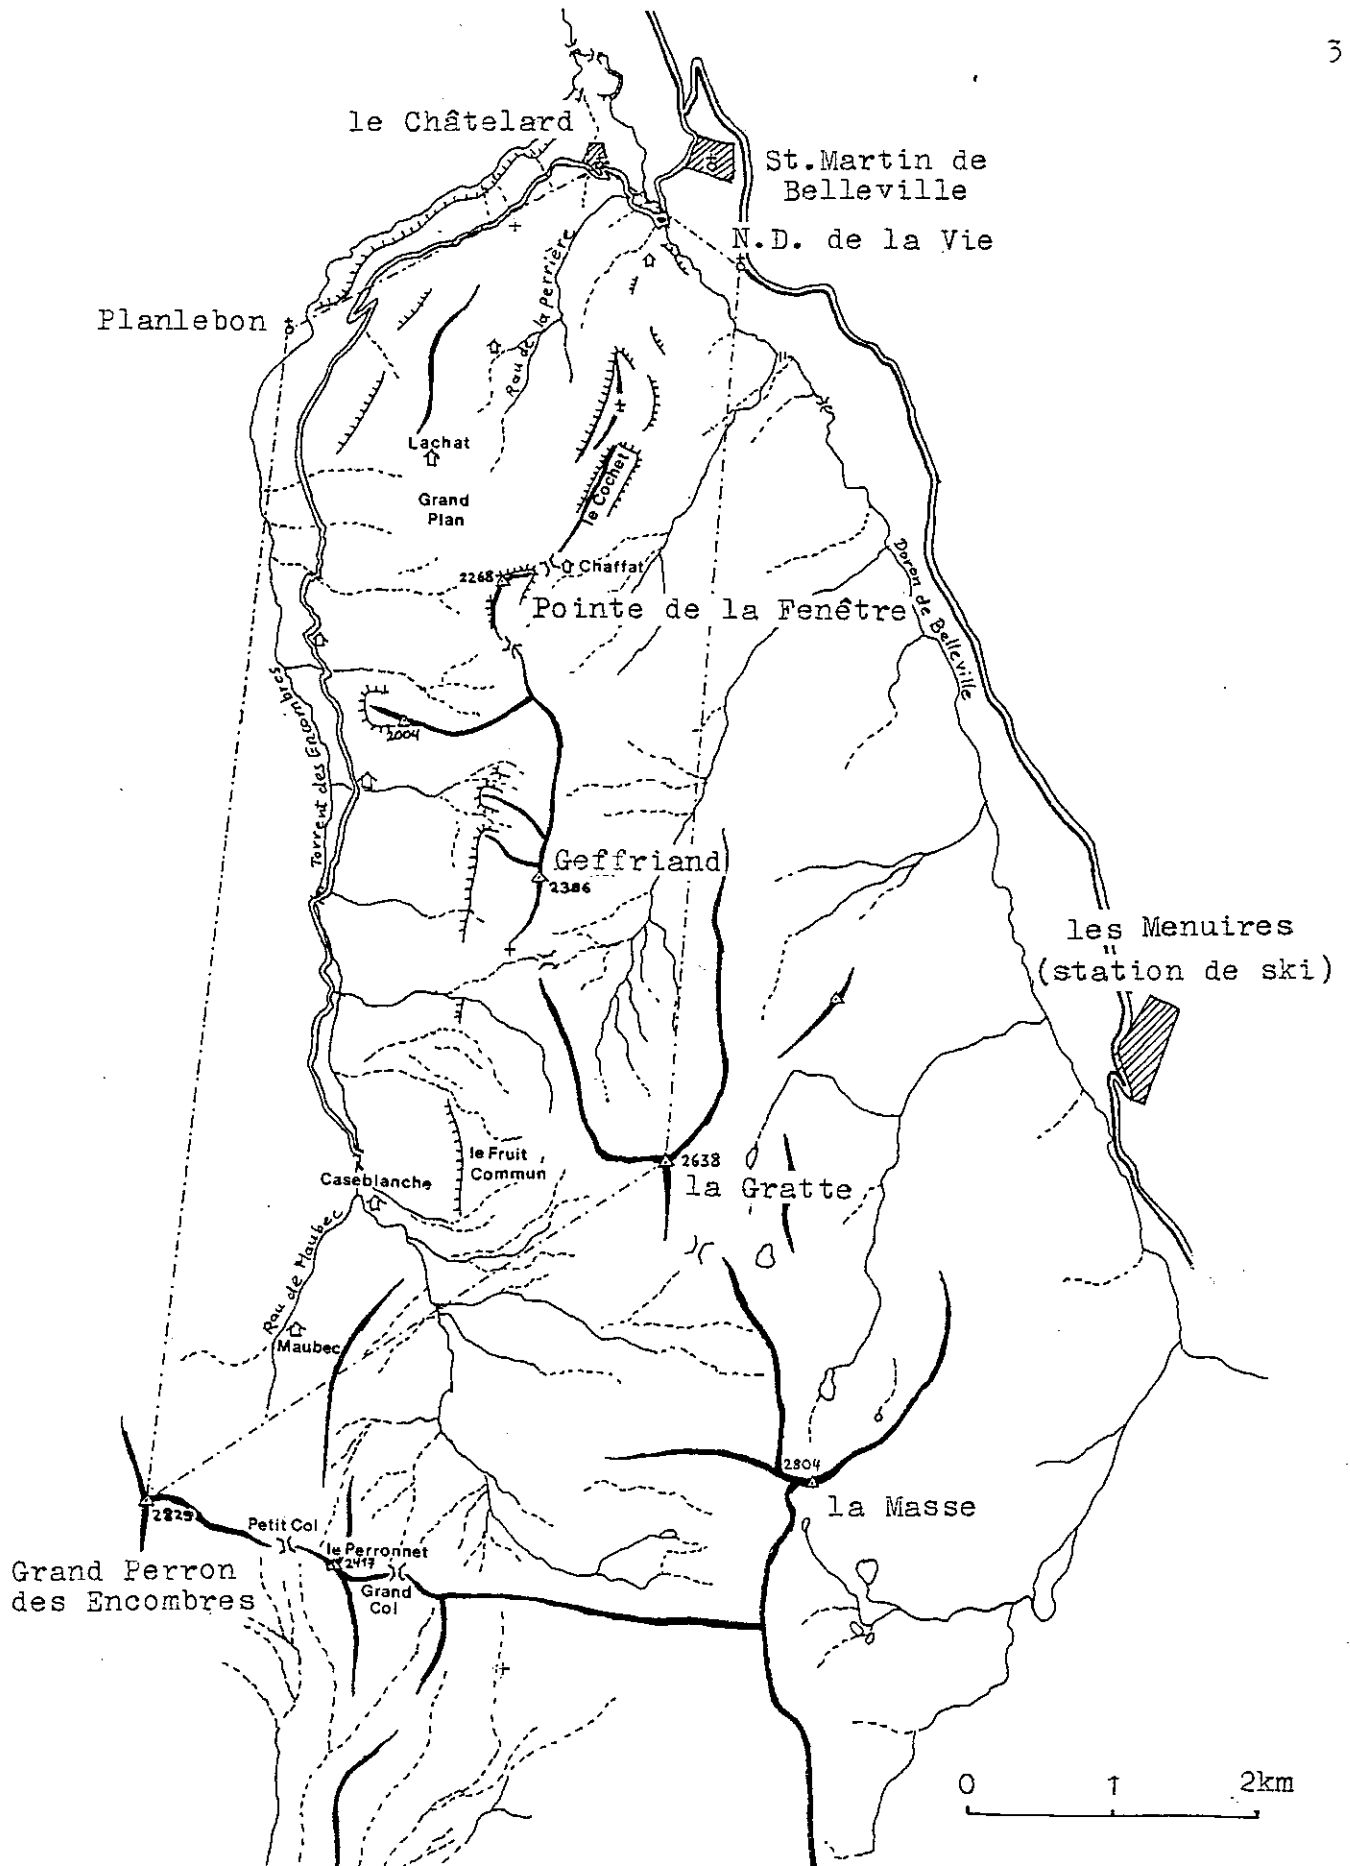 3
le Châtelard
St.Martin de
Belleville
N.D. de la Vie
Rau de la Perrière
Planlebon
Lachat
Grand
Plan
le Cochet
Chaffat
2268
Pointe de la Fenêtre
Doron de Belleville
Torrent des Encombres
2004
Geffriand
2386
les Menuires
(station de ski)
le Fruit
Commun
2638
la Gratte
Caseblanche
Rau de Maubec
Maubec
2804
la Masse
2825
Petit Col
le Perronnet
2417
Grand
Col
Grand Perron
des Encombres
0 1 2km